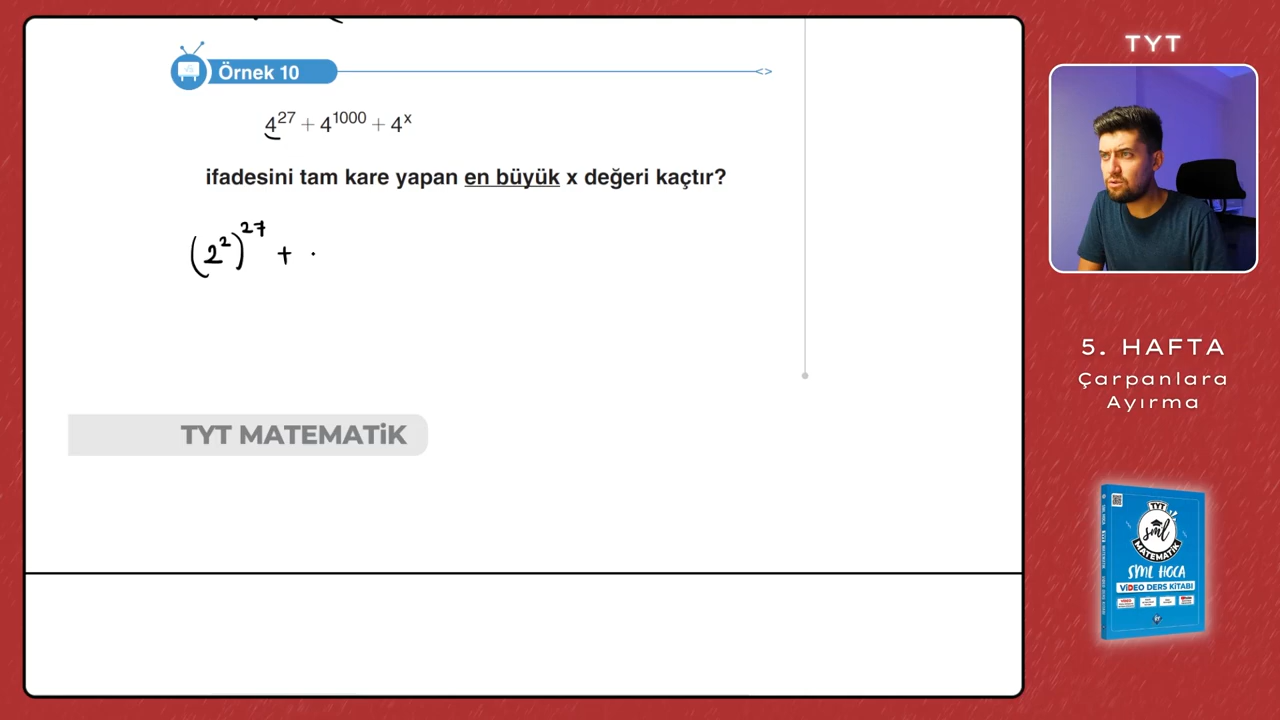 TYT
Örnek 10
4^27 + 4^1000 + 4^x
ifadesini tam kare yapan en büyük x değeri kaçtır?
(2^2)^27 + .
5. HAFTA
Çarpanlara
Ayırma
TYT MATEMATİK
TYT
sml
MATEMATİK
SML HOCA
VİDEO DERS KİTABI